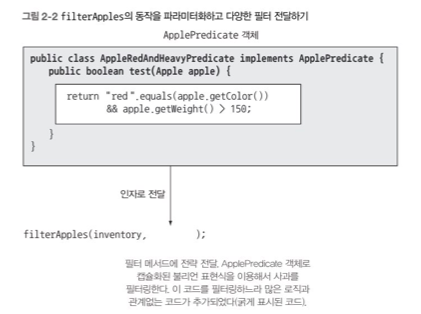 그림 2-2 filterApples의 동작을 파라미터화하고 다양한 필터 전달하기
ApplePredicate 객체
public class AppleRedAndHeavyPredicate implements ApplePredicate {
public boolean test(Apple apple) {
return "red".equals(apple.getColor())
&& apple.getWeight() > 150;
}
}
인자로 전달
filterApples(inventory, );
필터 메서드에 전략 전달. ApplePredicate 객체로
캡슐화된 불리언 표현식을 이용해서 사과를
필터링한다. 이 코드를 필터링하느라 많은 로직과
관계없는 코드가 추가되었다(굵게 표시된 코드).